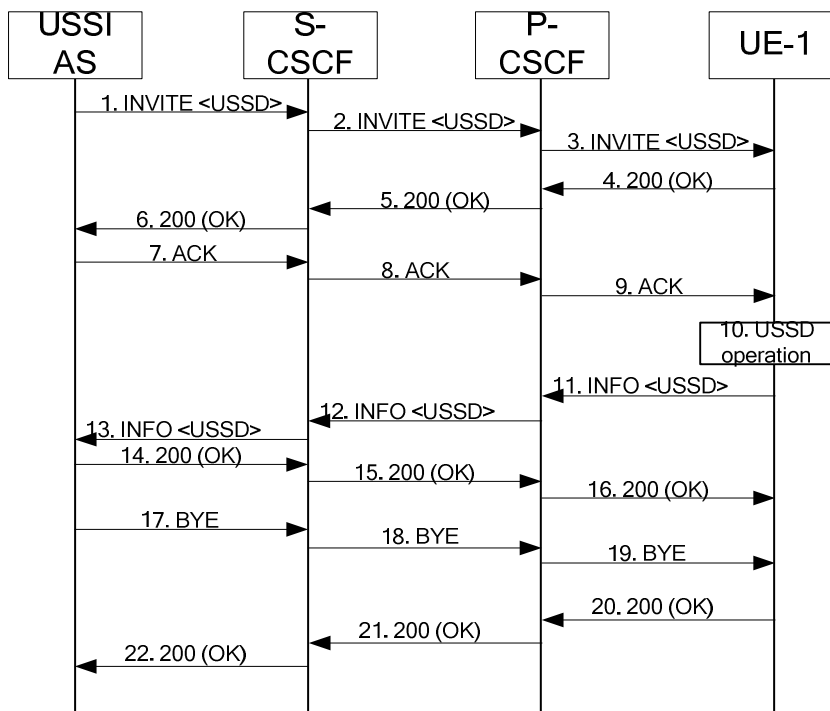 USSI
AS
S-
CSCF
P-
CSCF
UE-1
1. INVITE <USSD>
2. INVITE <USSD>
3. INVITE <USSD>
4. 200 (OK)
5. 200 (OK)
6. 200 (OK)
7. ACK
8. ACK
9. ACK
10. USSD
operation
11. INFO <USSD>
12. INFO <USSD>
13. INFO <USSD>
14. 200 (OK)
15. 200 (OK)
16. 200 (OK)
17. BYE
18. BYE
19. BYE
20. 200 (OK)
21. 200 (OK)
22. 200 (OK)